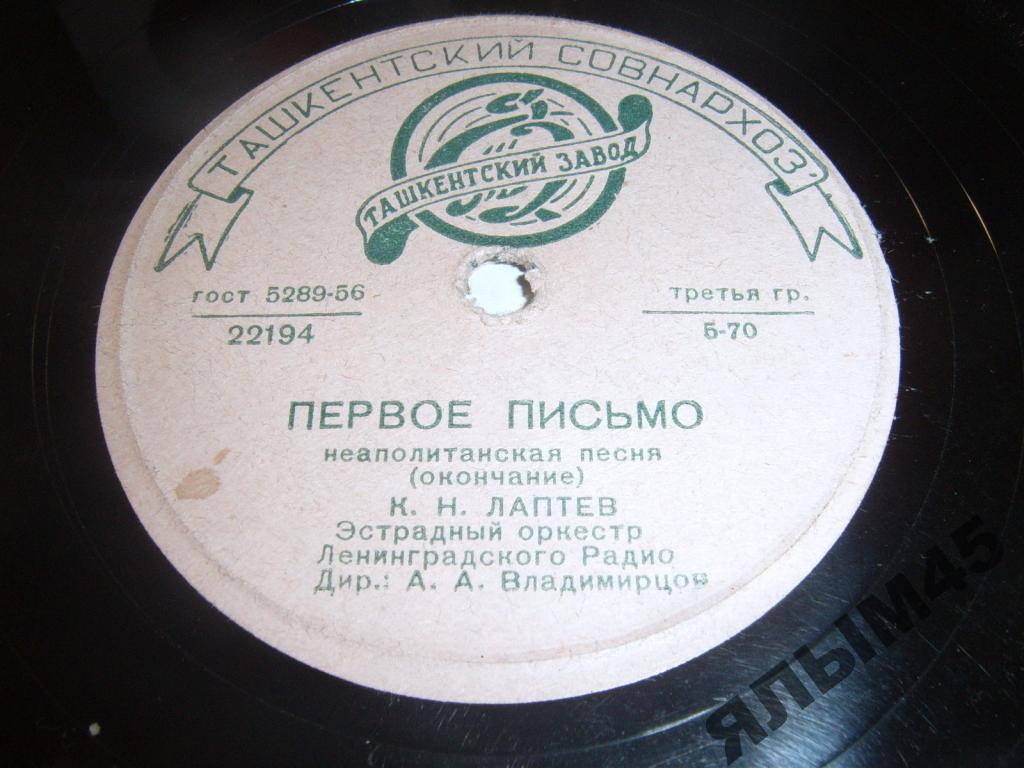 ТАШКЕНТСКИЙ СОВНАРХОЗ
ТАШКЕНТСКИЙ ЗАВОД
гост 5289-56
22194
третья гр.
5-70
ПЕРВОЕ ПИСЬМО
неаполитанская песня
(окончание)
К. Н. ЛАПТЕВ
Эстрадный оркестр
Ленинградского Радио
Дир.: А. А. Владимирцов
ЯЛЫМ45